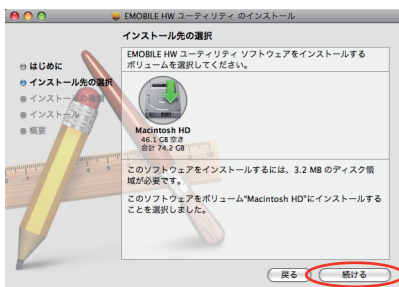 EMOBILE HW ユーティリティ のインストール
インストール先の選択
はじめに
インストール先の選択
インストールの種類
インストール
概要
EMOBILE HW ユーティリティ ソフトウェアをインストールする
ボリュームを選択してください。
Macintosh HD
46.1 GB 空き
合計 74.2 GB
このソフトウェアをインストールするには、3.2 MB のディスク領
域が必要です。
このソフトウェアをボリューム"Macintosh HD"にインストールする
ことを選択しました。
戻る
続ける